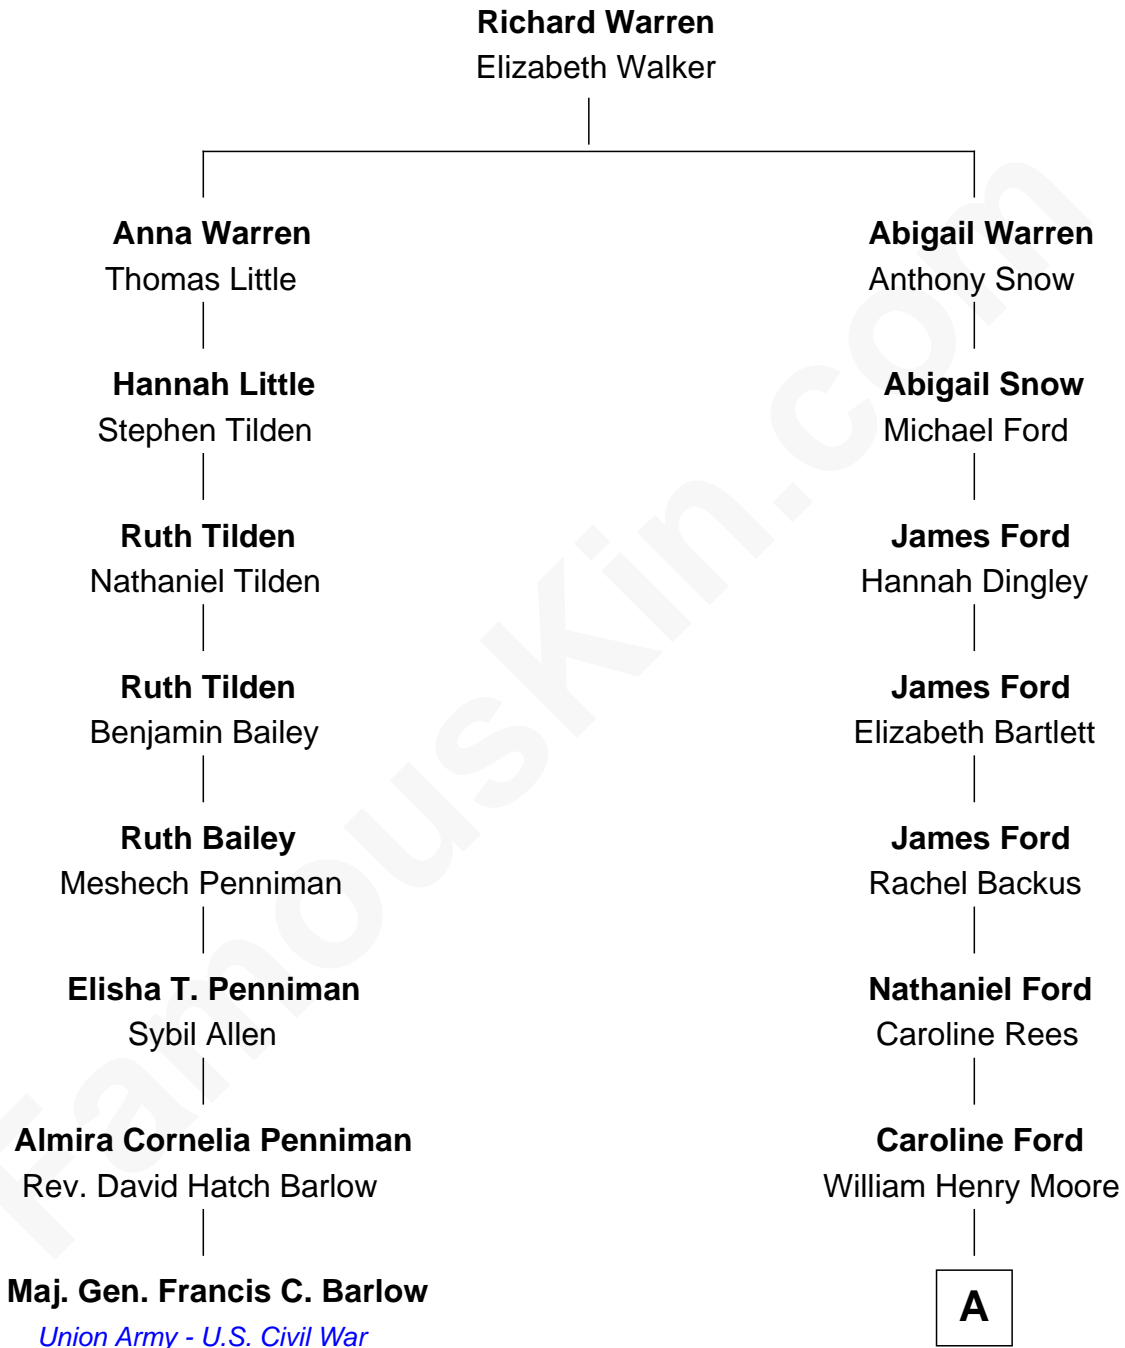 Richard Warren
Elizabeth Walker
Anna Warren
Thomas Little
Hannah Little
Stephen Tilden
Ruth Tilden
Nathaniel Tilden
Ruth Tilden
Benjamin Bailey
Ruth Bailey
Meshech Penniman
Elisha T. Penniman
Sybil Allen
Almira Cornelia Penniman
Rev. David Hatch Barlow
Maj. Gen. Francis C. Barlow
Union Army - U.S. Civil War
Abigail Warren
Anthony Snow
Abigail Snow
Michael Ford
James Ford
Hannah Dingley
James Ford
Elizabeth Bartlett
James Ford
Rachel Backus
Nathaniel Ford
Caroline Rees
Caroline Ford
William Henry Moore
A
FamousKin.com